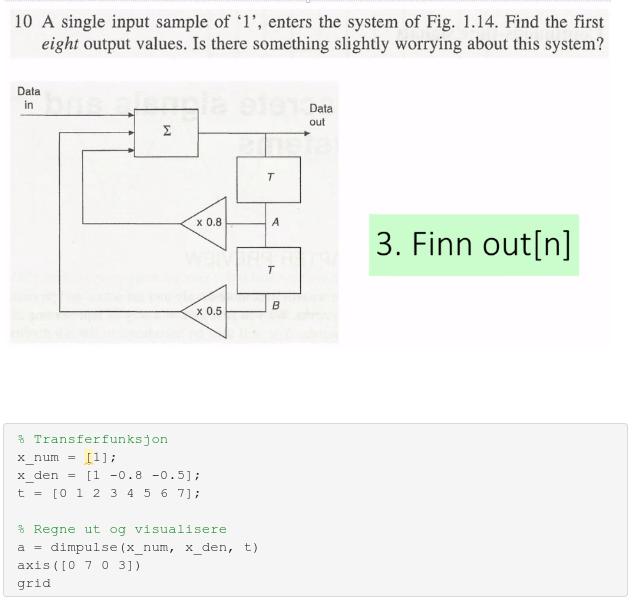 10 A single input sample of ‘1’, enters the system of Fig. 1.14. Find the first
eight output values. Is there something slightly worrying about this system?
Data
in
Σ
Data
out
T
x 0.8
A
T
x 0.5
B
3. Finn out[n]
% Transferfunksjon
x_num = [1];
x_den = [1 -0.8 -0.5];
t = [0 1 2 3 4 5 6 7];
% Regne ut og visualisere
a = dimpulse(x_num, x_den, t)
axis([0 7 0 3])
grid